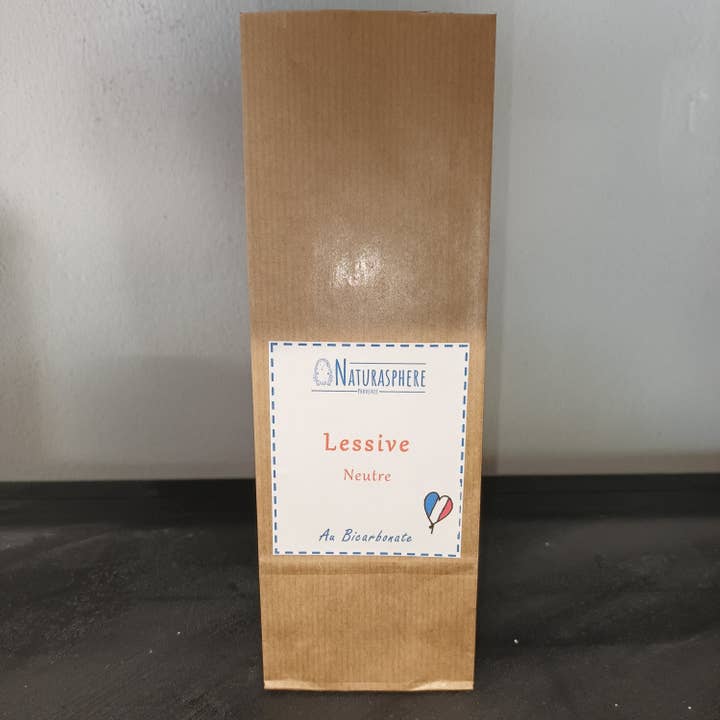 NATURASPHERE
PROVENCE
Lessive
Neutre
Au Bicarbonate